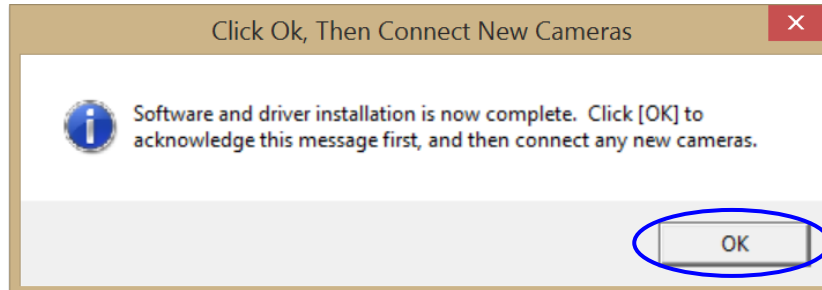 Click Ok, Then Connect New Cameras
Software and driver installation is now complete.  Click [OK] to
acknowledge this message first, and then connect any new cameras.
OK